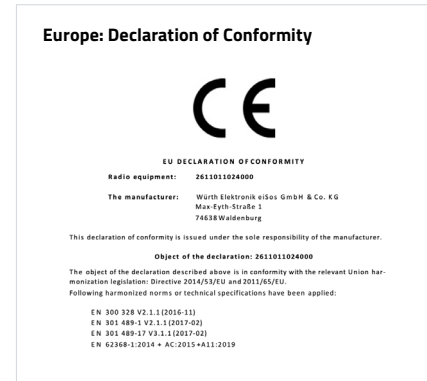 Europe: Declaration of Conformity
CE
EU DECLARATION OF CONFORMITY
Radio equipment: 2611011024000
The manufacturer: Würth Elektronik eiSos GmbH & Co. KG
Max-Eyth-Straße 1
74638 Waldenburg
This declaration of conformity is issued under the sole responsibility of the manufacturer.
Object of the declaration: 2611011024000
The object of the declaration described above is in conformity with the relevant Union har-
monization legislation: Directive 2014/53/EU and 2011/65/EU.
Following harmonized norms or technical specifications have been applied:
EN 300 328 V2.1.1 (2016-11)
EN 301 489-1 V2.1.1 (2017-02)
EN 301 489-17 V3.1.1 (2017-02)
EN 62368-1:2014 + AC:2015 +A11:2019